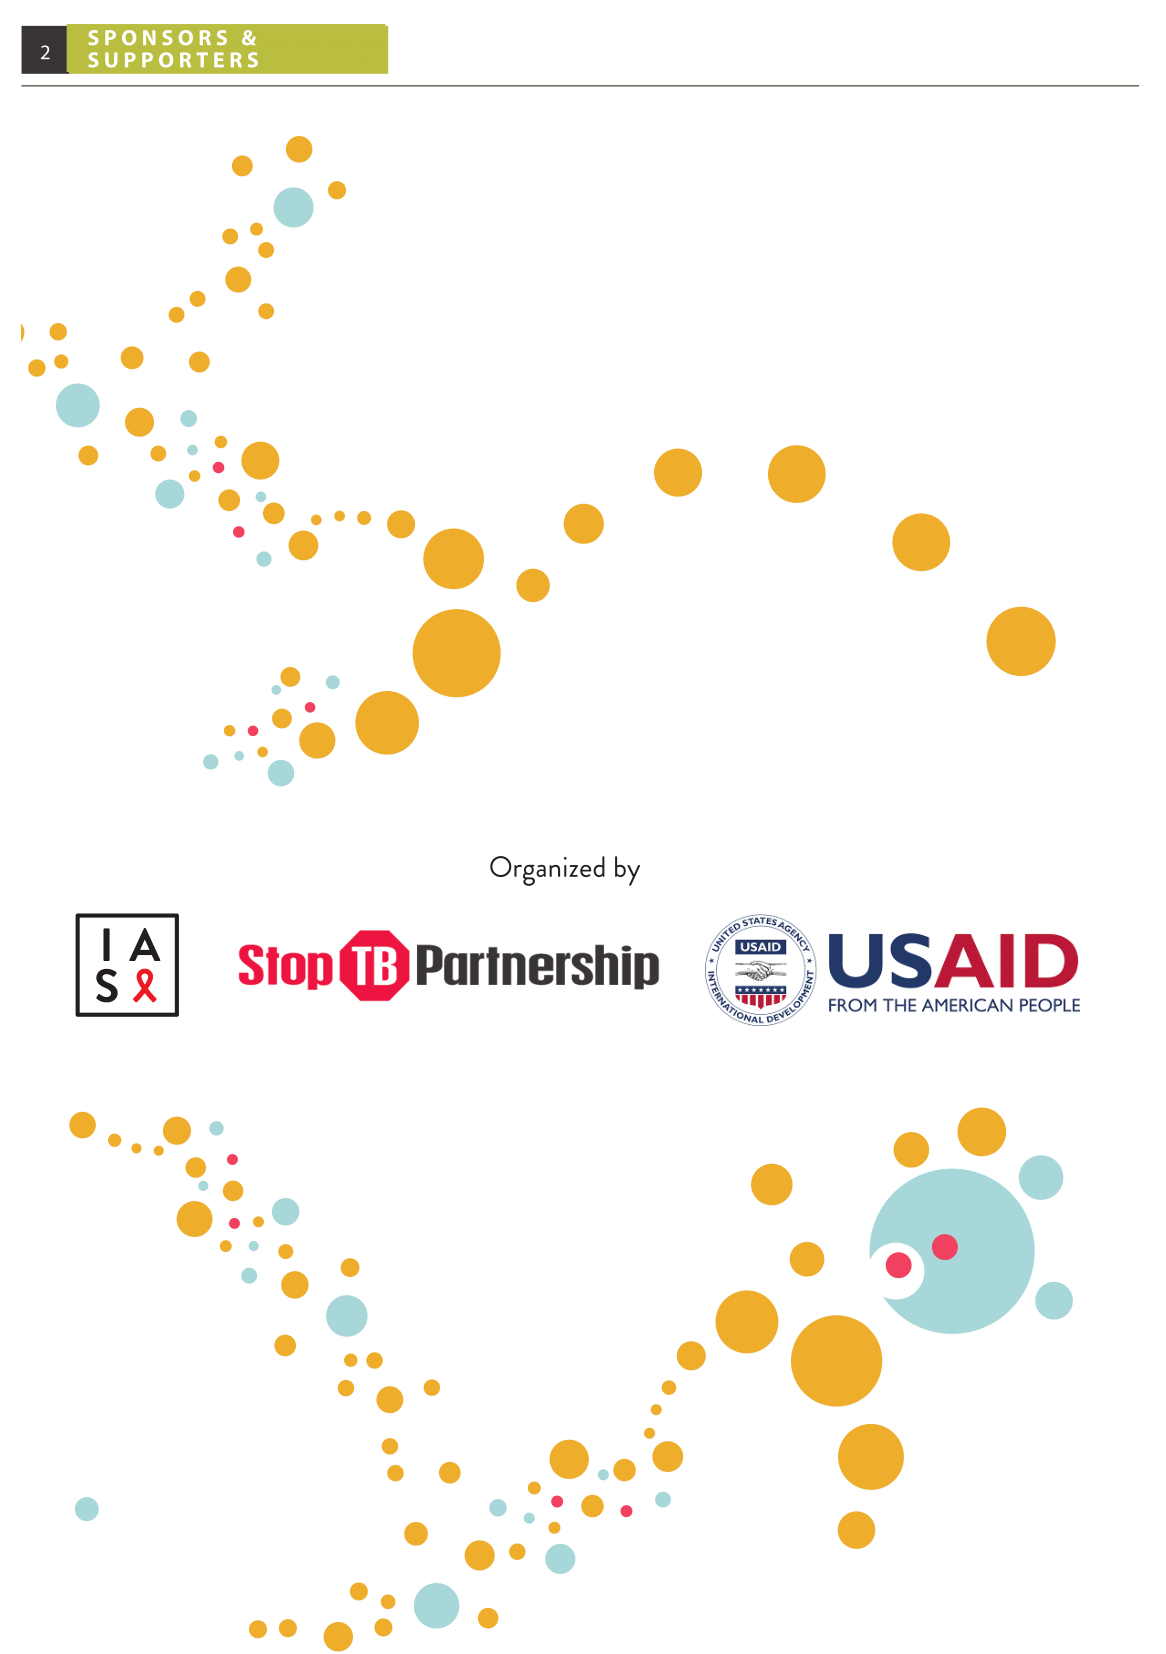 2
SPONSORS &
SUPPORTERS
Organized by
I A
S
Stop TB Partnership
UNITED STATES AGENCY
USAID
INTERNATIONAL DEVELOPMENT
USAID
FROM THE AMERICAN PEOPLE